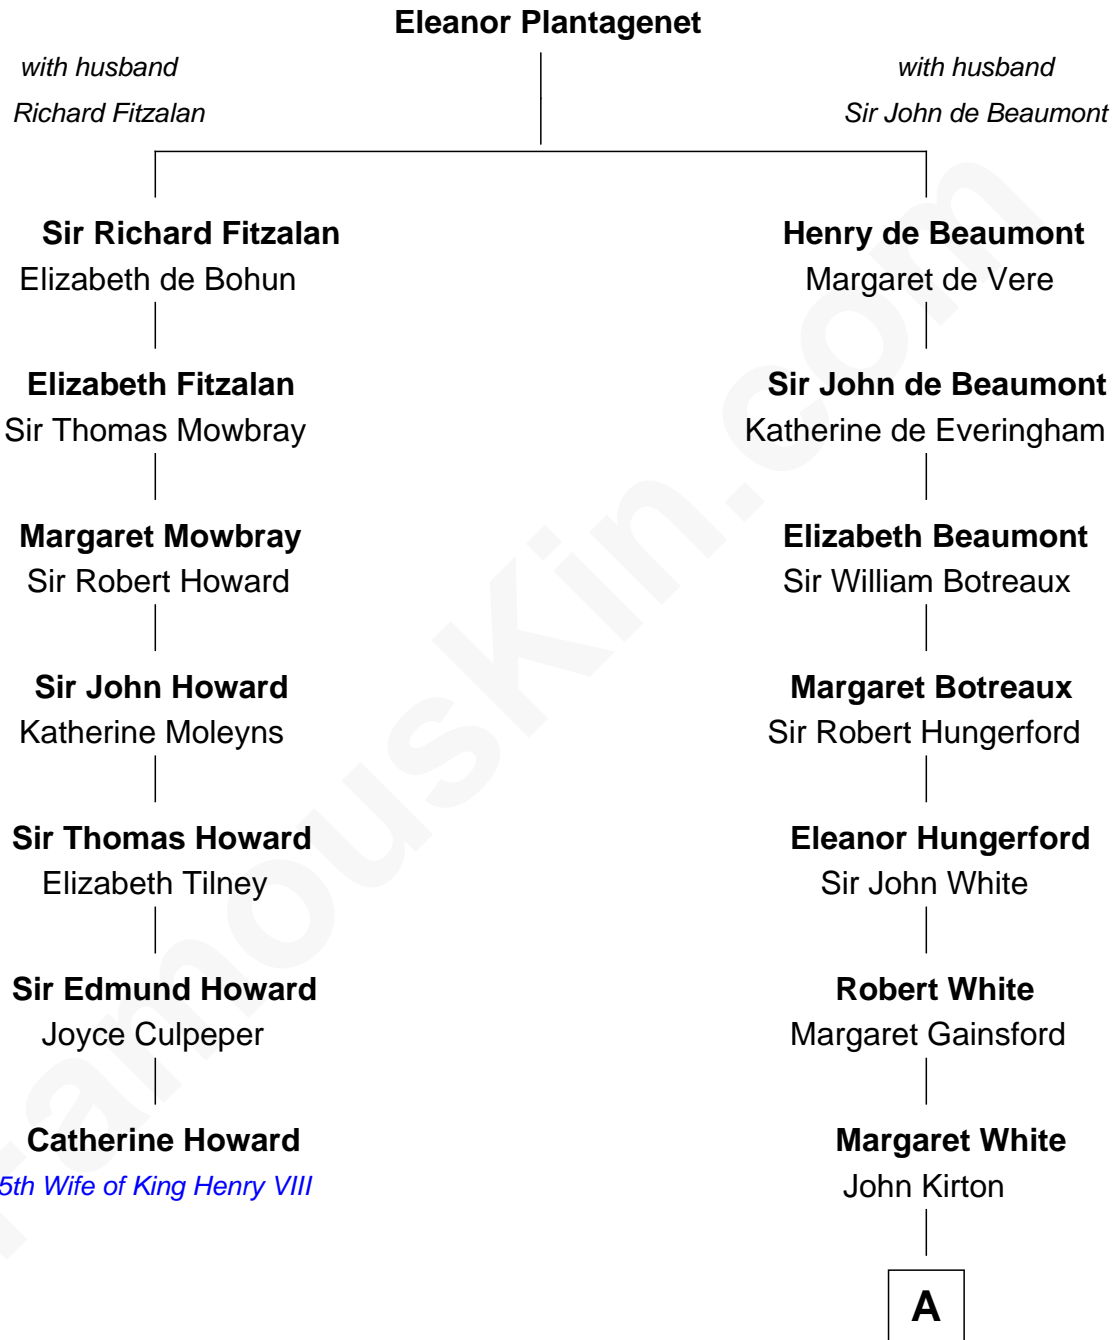 Eleanor Plantagenet
with husband
Richard Fitzalan
with husband
Sir John de Beaumont
Sir Richard Fitzalan
Elizabeth de Bohun
Henry de Beaumont
Margaret de Vere
Elizabeth Fitzalan
Sir Thomas Mowbray
Sir John de Beaumont
Katherine de Everingham
Margaret Mowbray
Sir Robert Howard
Elizabeth Beaumont
Sir William Botreaux
Sir John Howard
Katherine Moleyns
Margaret Botreaux
Sir Robert Hungerford
Sir Thomas Howard
Elizabeth Tilney
Eleanor Hungerford
Sir John White
Sir Edmund Howard
Joyce Culpeper
Robert White
Margaret Gainsford
Catherine Howard
5th Wife of King Henry VIII
Margaret White
John Kirton
A
FamousKin.com